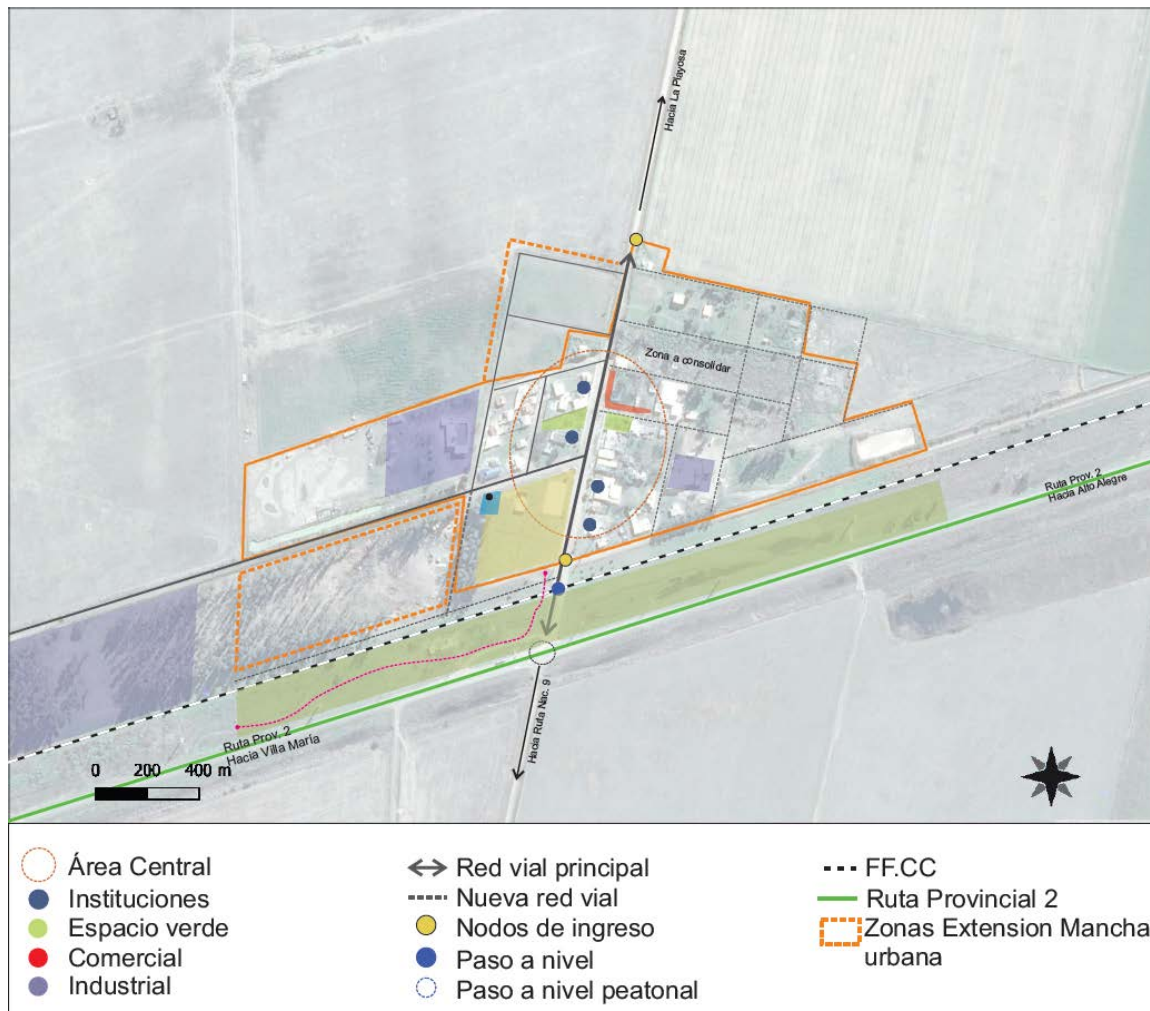 Hacia La Playosa
Zona a consolidar
Ruta Prov. 2
Hacia Alto Alegre
Hacia Ruta Nac. 9
Ruta Prov. 2
Hacia Villa María
0 200 400 m
Área Central
Instituciones
Espacio verde
Comercial
Industrial
Red vial principal
Nueva red vial
Nodos de ingreso
Paso a nivel
Paso a nivel peatonal
FF.CC
Ruta Provincial 2
Zonas Extension Mancha
urbana